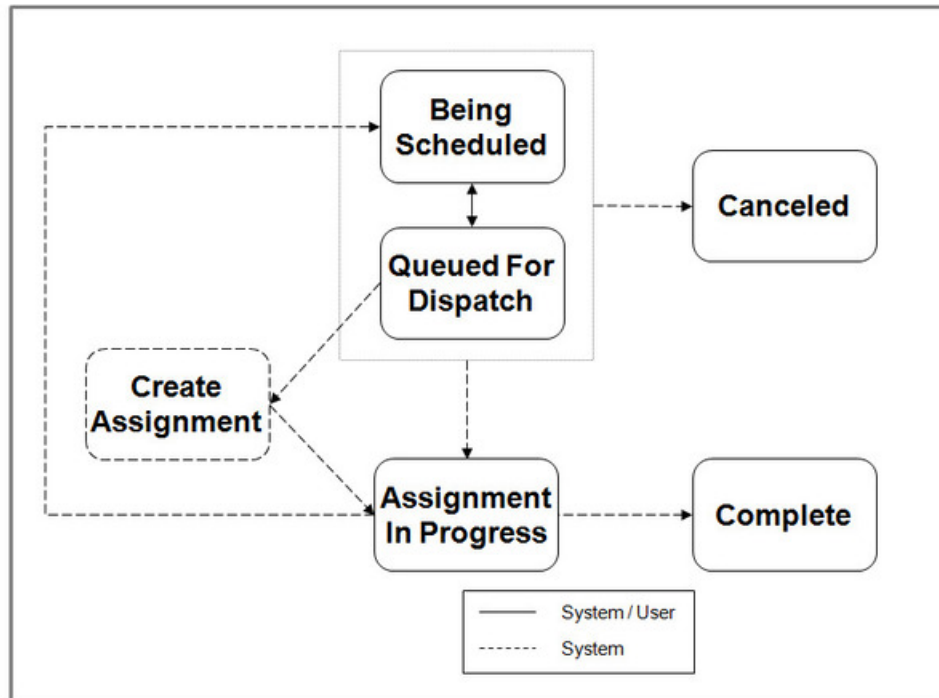 Being
Scheduled
Canceled
Queued For
Dispatch
Create
Assignment
Assignment
In Progress
Complete
System / User
System